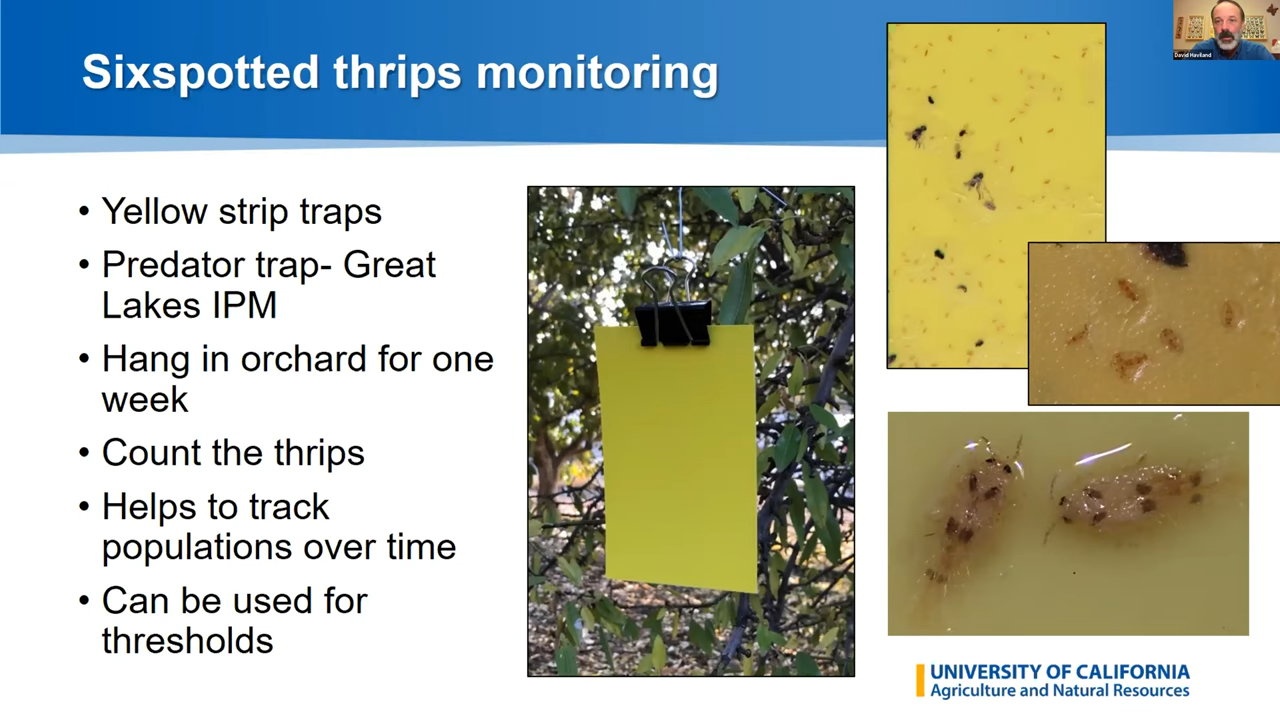 Sixspotted thrips monitoring
David Haviland
• Yellow strip traps
• Predator trap- Great
Lakes IPM
• Hang in orchard for one
week
• Count the thrips
• Helps to track
populations over time
• Can be used for
thresholds
UNIVERSITY OF CALIFORNIA
Agriculture and Natural Resources